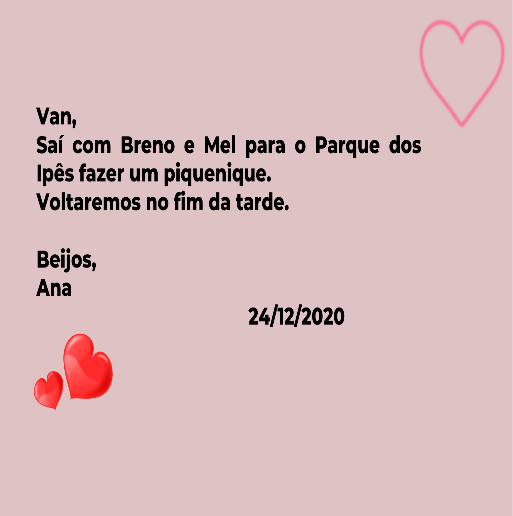 Van,
Saí com Breno e Mel para o Parque dos
Ipês fazer um piquenique.
Voltaremos no fim da tarde.
Beijos,
Ana
24/12/2020